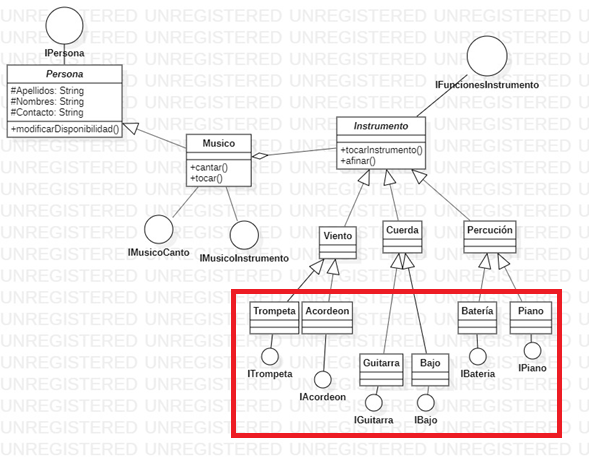 UNREGISTERED UNREGISTERED UNREGISTERED UNREGISTERED
IPersona
Persona
#Apellidos: String
#Nombres: String
#Contacto: String
+modificarDisponibilidad()
IFuncionesInstrumento
Instrumento
+tocarInstrumento()
+afinar()
Musico
+cantar()
+tocar()
IMusicoCanto
IMusicoInstrumento
Viento
Cuerda
Percución
Trompeta
Acordeon
Batería
Piano
ITrompeta
IAcordeon
Guitarra
Bajo
IBateria
IPiano
IGuitarra
IBajo